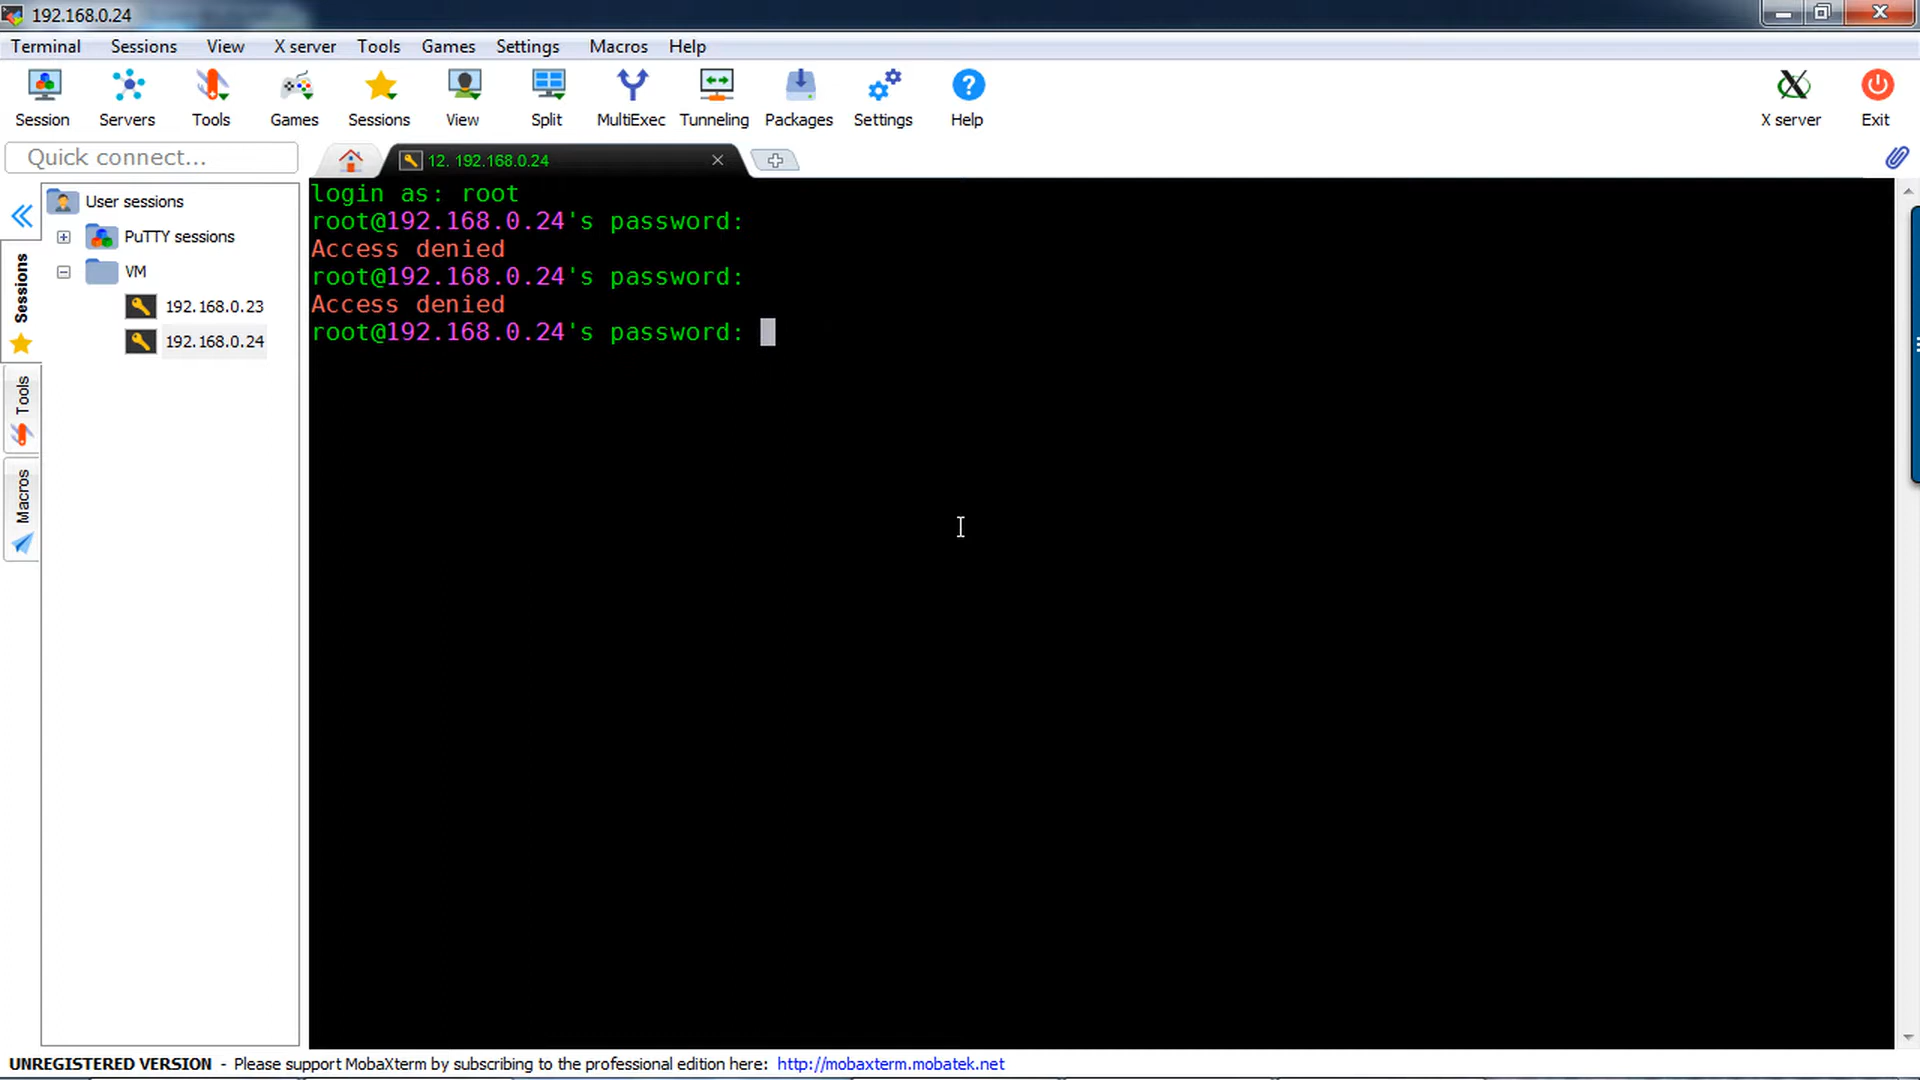 192.168.0.24
Terminal Sessions View X server Tools Games Settings Macros Help
Session Servers Tools Games Sessions View Split MultiExec Tunneling Packages Settings Help X server Exit
Quick connect...
12. 192.168.0.24
User sessions
PuTTY sessions
VM
192.168.0.23
192.168.0.24
Sessions
Tools
Macros
login as: root
root@192.168.0.24's password:
Access denied
root@192.168.0.24's password:
Access denied
root@192.168.0.24's password:
UNREGISTERED VERSION - Please support MobaXterm by subscribing to the professional edition here: http://mobaxterm.mobatek.net